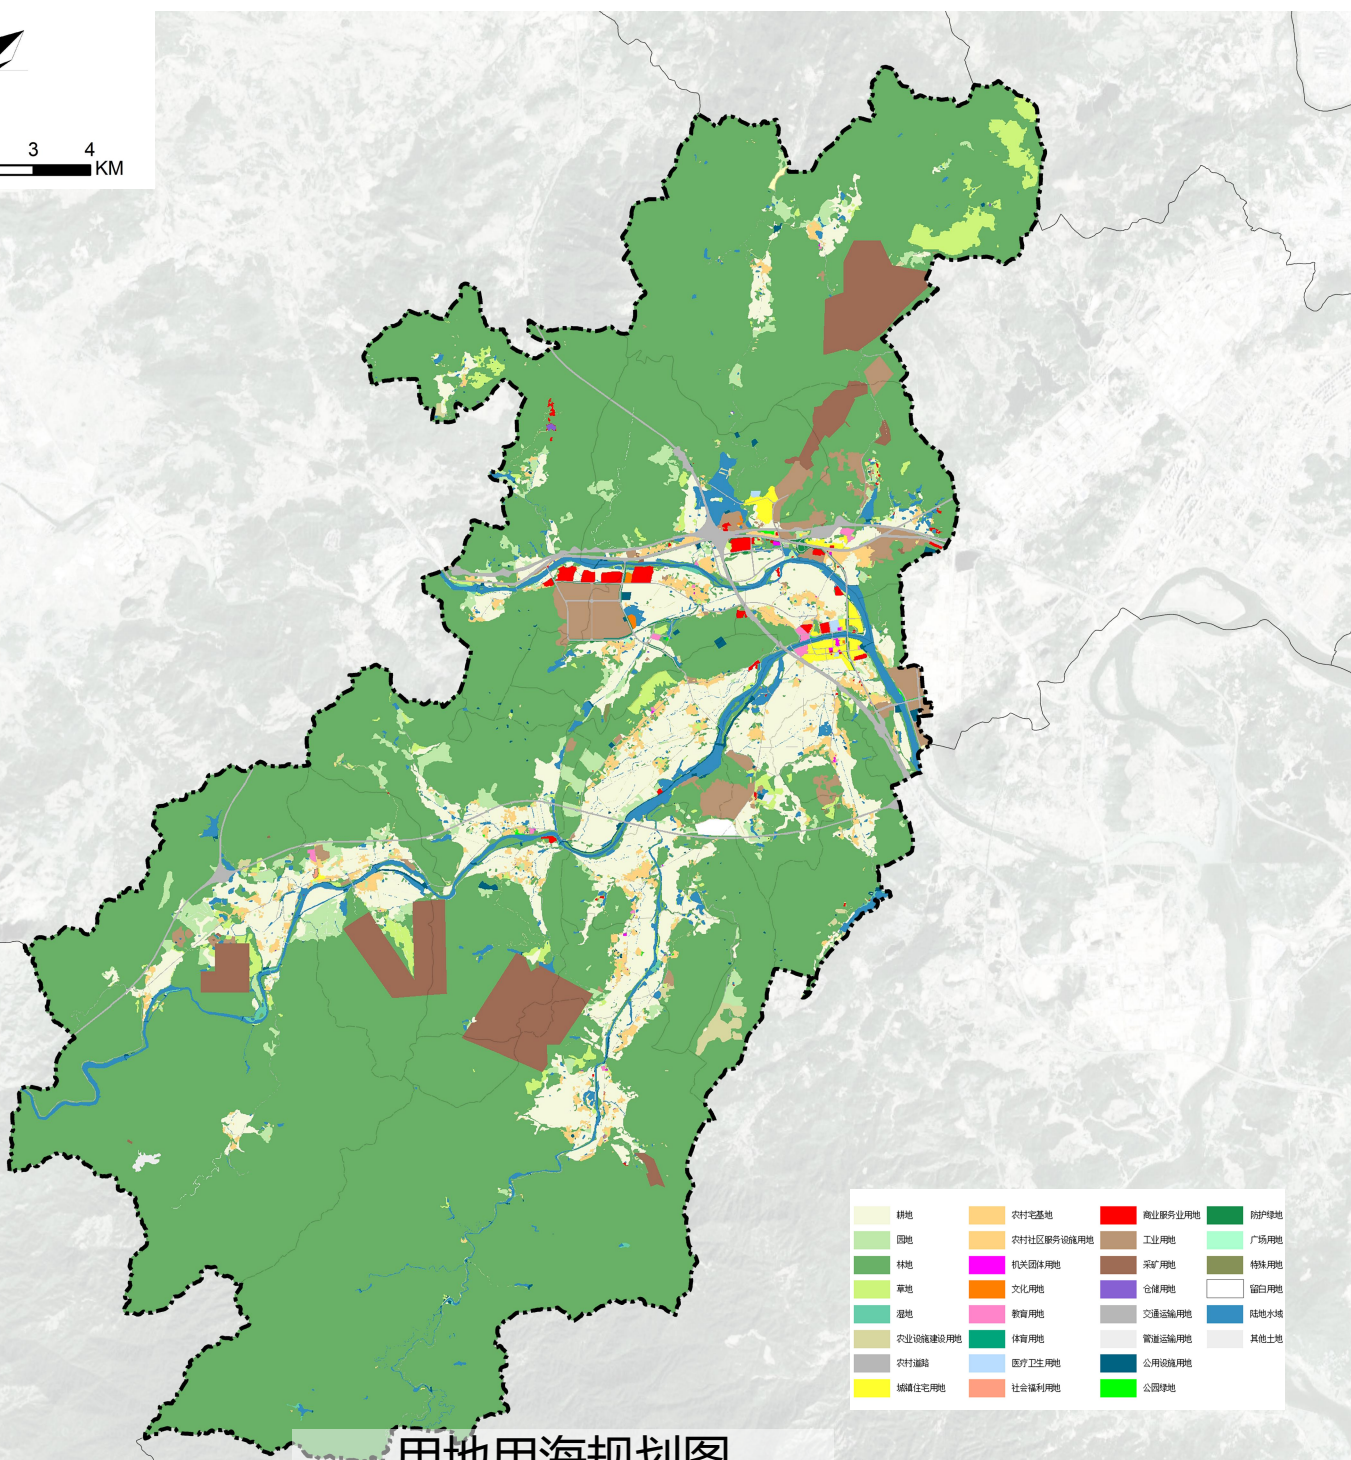 3 4
KM
耕地 农村宅基地 商业服务业用地 防护绿地
园地 农村社区服务设施用地 工业用地 广场用地
林地 机关团体用地 采矿用地 特殊用地
草地 文化用地 仓储用地 留白用地
湿地 教育用地 交通运输用地 陆地水域
农业设施建设用地 体育用地 管道运输用地 其他土地
农村道路 医疗卫生用地 公用设施用地
城镇住宅用地 社会福利用地 公园绿地
用地用海规划图